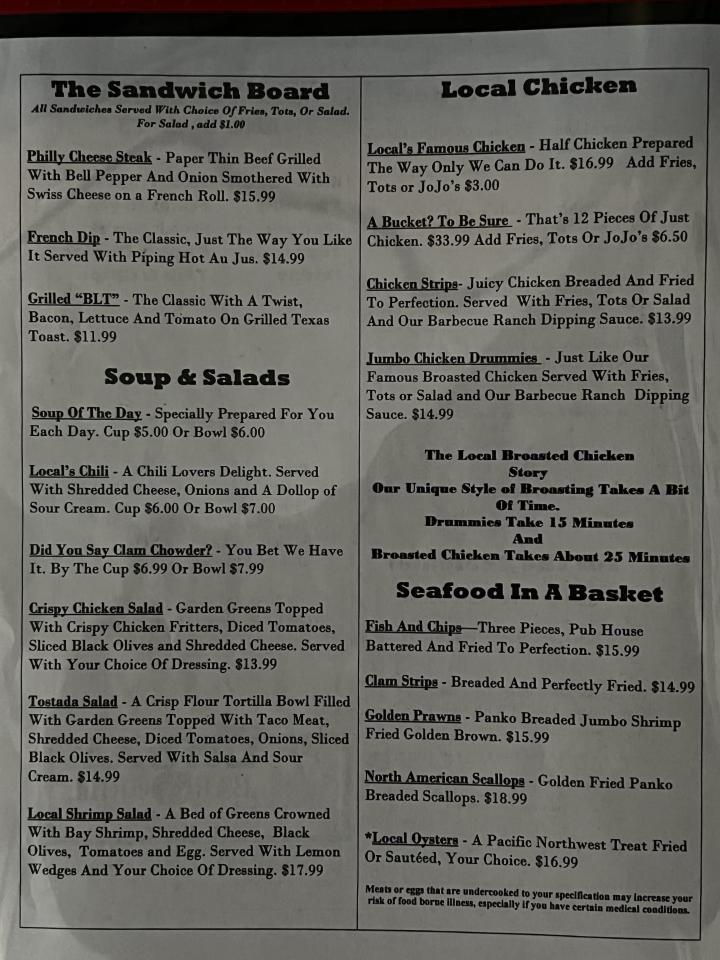 The Sandwich Board
All Sandwiches Served With Choice Of Fries, Tots, Or Salad.
For Salad , add $1.00
Philly Cheese Steak - Paper Thin Beef Grilled
With Bell Pepper And Onion Smothered With
Swiss Cheese on a French Roll. $15.99
French Dip - The Classic, Just The Way You Like
It Served With Piping Hot Au Jus. $14.99
Grilled “BLT” - The Classic With A Twist,
Bacon, Lettuce And Tomato On Grilled Texas
Toast. $11.99
Soup & Salads
Soup Of The Day - Specially Prepared For You
Each Day. Cup $5.00 Or Bowl $6.00
Local’s Chili - A Chili Lovers Delight. Served
With Shredded Cheese, Onions and A Dollop of
Sour Cream. Cup $6.00 Or Bowl $7.00
Did You Say Clam Chowder? - You Bet We Have
It. By The Cup $6.99 Or Bowl $7.99
Crispy Chicken Salad - Garden Greens Topped
With Crispy Chicken Fritters, Diced Tomatoes,
Sliced Black Olives and Shredded Cheese. Served
With Your Choice Of Dressing. $13.99
Tostada Salad - A Crisp Flour Tortilla Bowl Filled
With Garden Greens Topped With Taco Meat,
Shredded Cheese, Diced Tomatoes, Onions, Sliced
Black Olives. Served With Salsa And Sour
Cream. $14.99
Local Shrimp Salad - A Bed of Greens Crowned
With Bay Shrimp, Shredded Cheese, Black
Olives, Tomatoes and Egg. Served With Lemon
Wedges And Your Choice Of Dressing. $17.99
Local Chicken
Local’s Famous Chicken - Half Chicken Prepared
The Way Only We Can Do It. $16.99 Add Fries,
Tots or JoJo’s $3.00
A Bucket? To Be Sure - That’s 12 Pieces Of Just
Chicken. $33.99 Add Fries, Tots Or JoJo’s $6.50
Chicken Strips- Juicy Chicken Breaded And Fried
To Perfection. Served With Fries, Tots Or Salad
And Our Barbecue Ranch Dipping Sauce. $13.99
Jumbo Chicken Drummies - Just Like Our
Famous Broasted Chicken Served With Fries,
Tots or Salad and Our Barbecue Ranch Dipping
Sauce. $14.99
The Local Broasted Chicken
Story
Our Unique Style of Broasting Takes A Bit
Of Time.
Drummies Take 15 Minutes
And
Broasted Chicken Takes About 25 Minutes
Seafood In A Basket
Fish And Chips—Three Pieces, Pub House
Battered And Fried To Perfection. $15.99
Clam Strips - Breaded And Perfectly Fried. $14.99
Golden Prawns - Panko Breaded Jumbo Shrimp
Fried Golden Brown. $15.99
North American Scallops - Golden Fried Panko
Breaded Scallops. $18.99
*Local Oysters - A Pacific Northwest Treat Fried
Or Sautéed, Your Choice. $16.99
Meats or eggs that are undercooked to your specification may increase your
risk of food borne illness, especially if you have certain medical conditions.